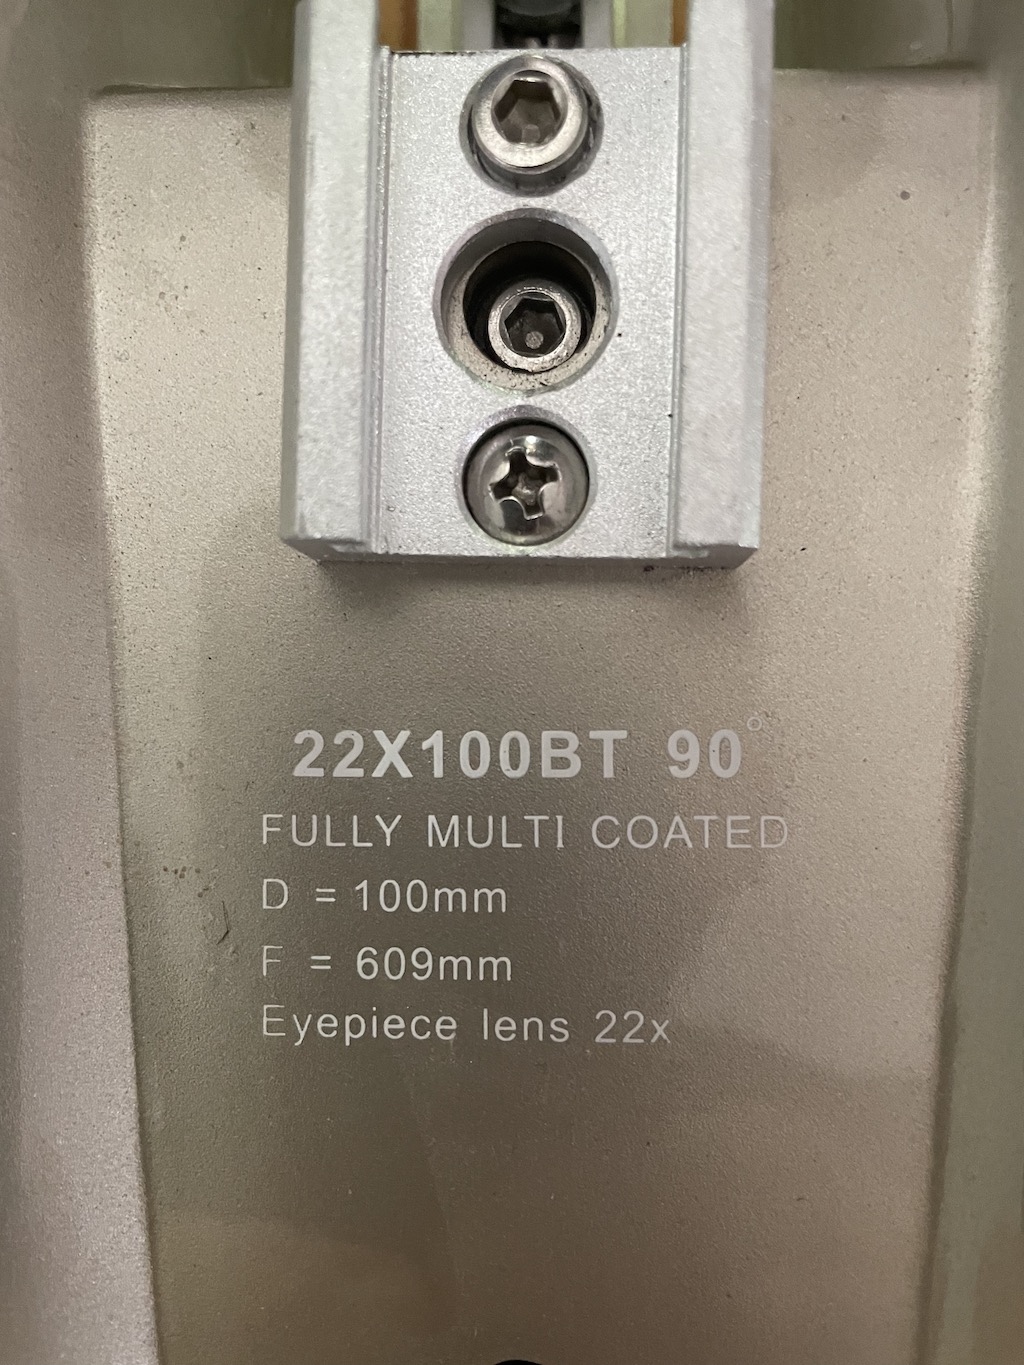 22X100BT 90°
FULLY MULTI COATED
D = 100mm
F = 609mm
Eyepiece lens 22x